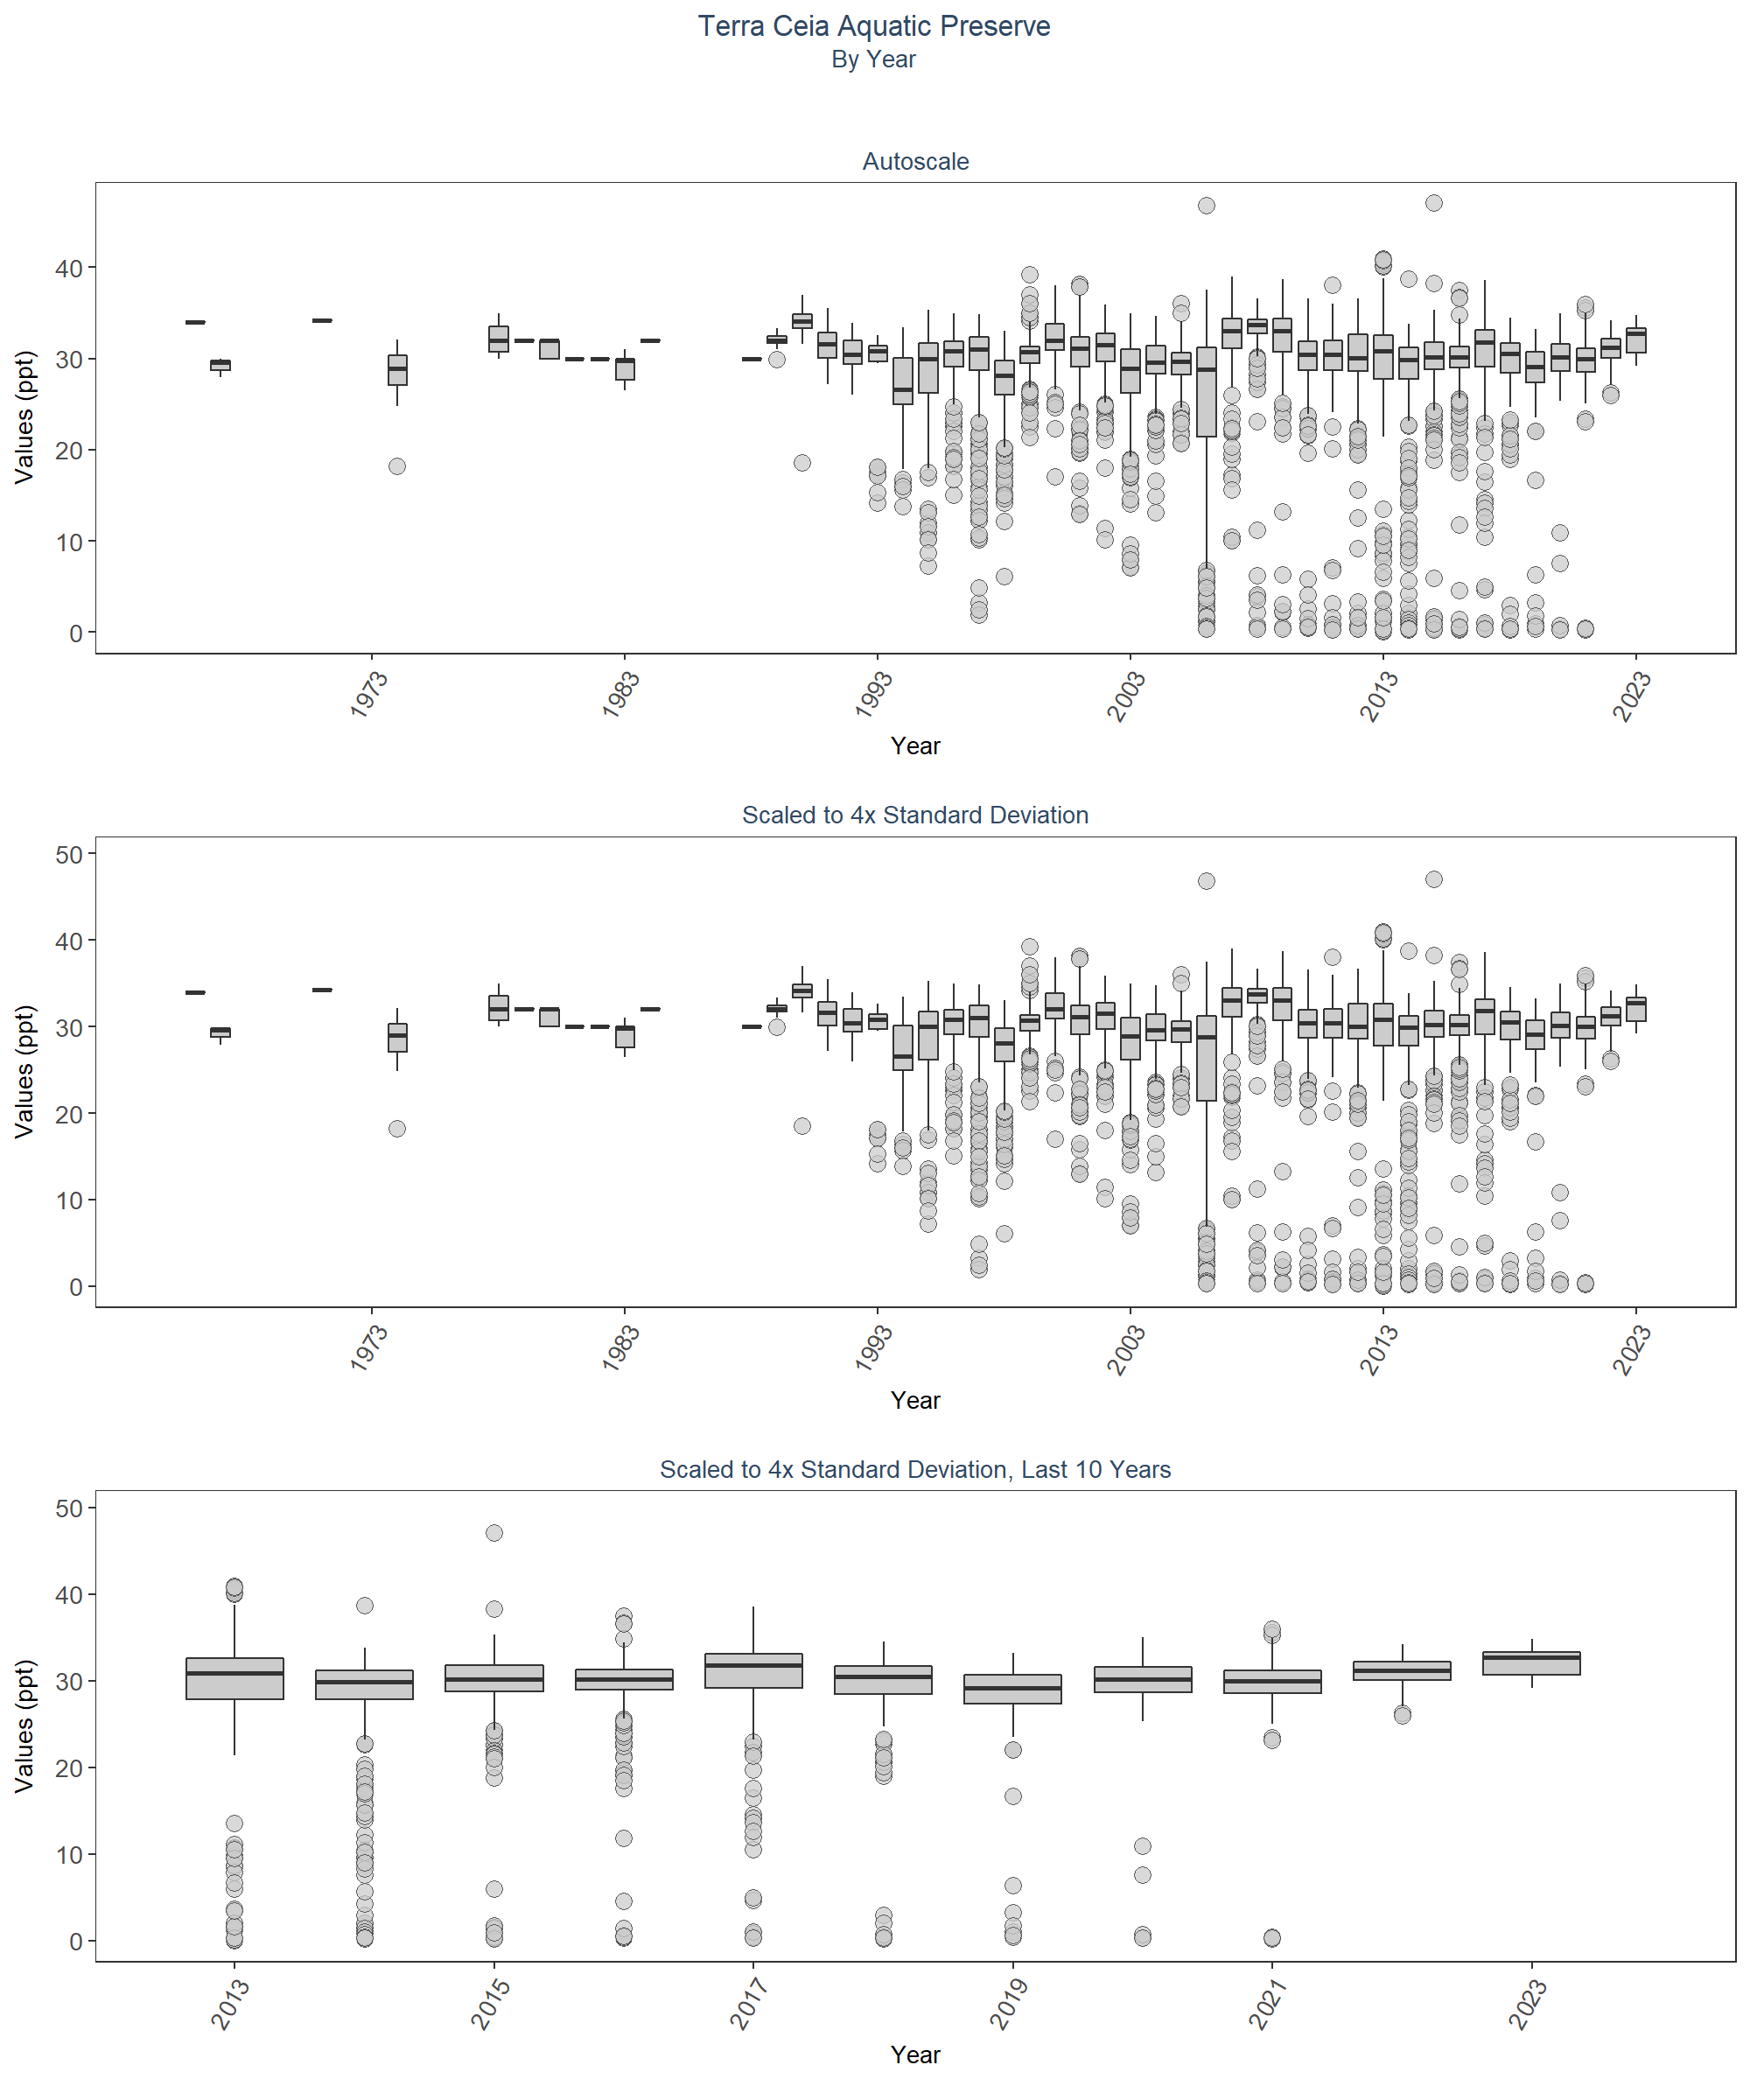 Terra Ceia Aquatic Preserve
By Year
Autoscale
Values (ppt)
40
30
20
10
0
1973 1983 1993 2003 2013 2023
Year
Scaled to 4x Standard Deviation
Values (ppt)
50
40
30
20
10
0
1973 1983 1993 2003 2013 2023
Year
Scaled to 4x Standard Deviation, Last 10 Years
Values (ppt)
50
40
30
20
10
0
2013 2015 2017 2019 2021 2023
Year